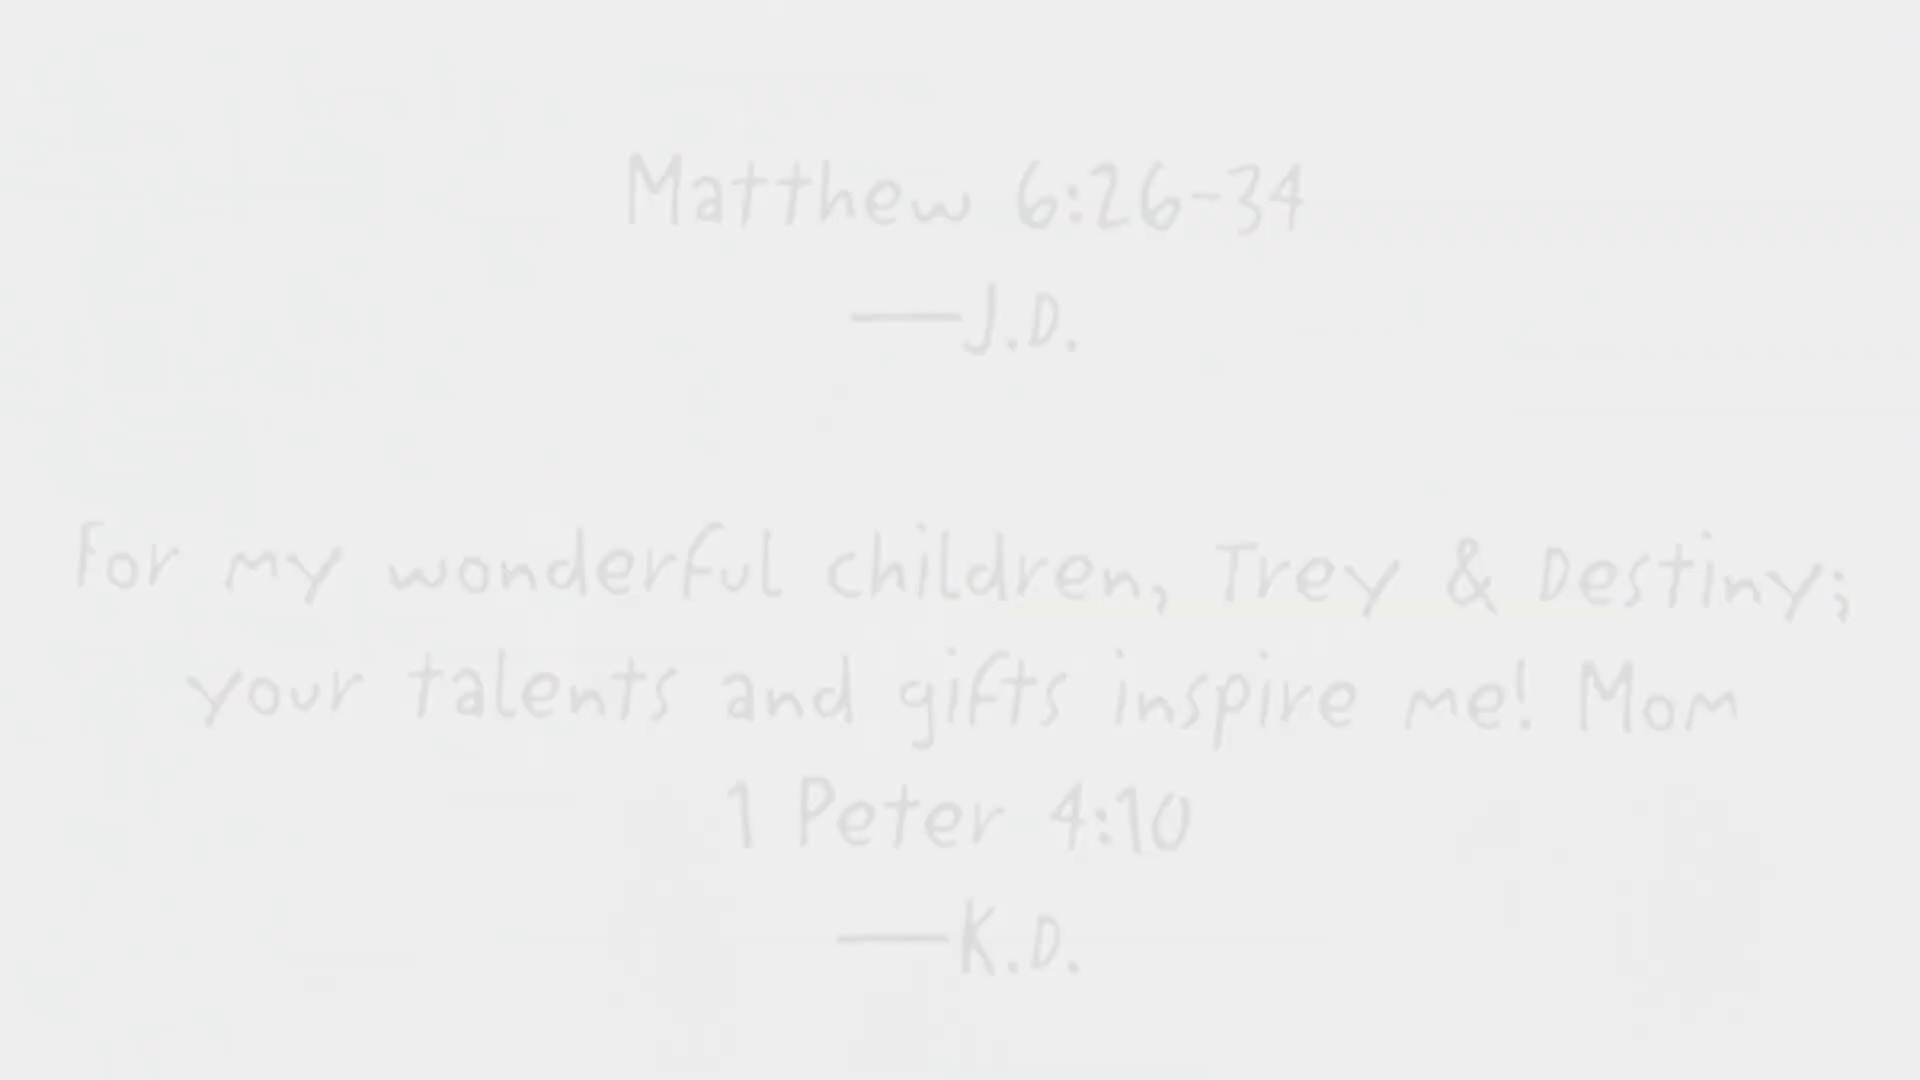 Matthew 6:26-34
—J.D.
For my wonderful children, Trey & Destiny;
your talents and gifts inspire me! Mom
1 Peter 4:10
—K.D.